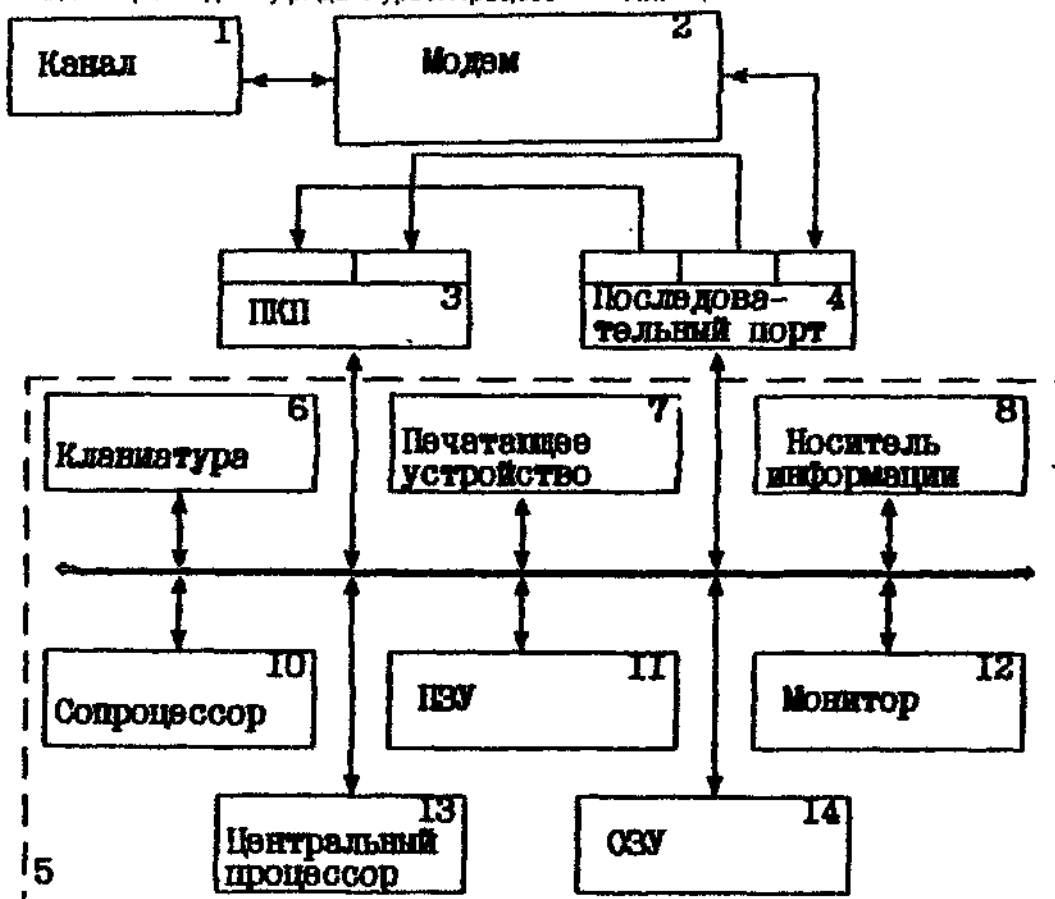 1
Канал
2
Модем
ПКП
3
Последова-
4
тельный порт
6
Клавиатура
7
Печатающее
устройство
8
Носитель
информации
10
Сопроцессор
11
ПЗУ
12
Монитор
13
Центральный
процессор
14
ОЗУ
5